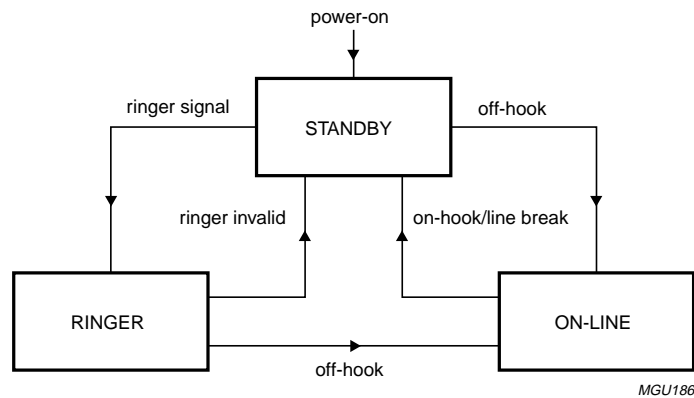 power-on
ringer signal
STANDBY
off-hook
ringer invalid
on-hook/line break
RINGER
ON-LINE
off-hook
MGU186